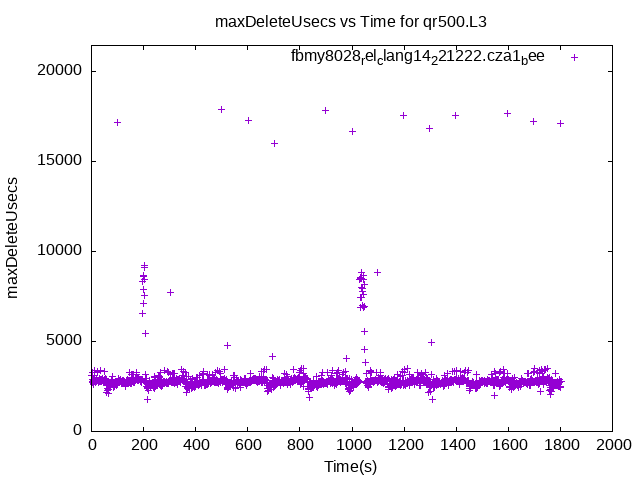 maxDeleteUsecs vs Time for qr500.L3
fbmy8028relclang14221222.cza1bee
20000
15000
10000
5000
0
maxDeleteUsecs
0 200 400 600 800 1000 1200 1400 1600 1800 2000
Time(s)